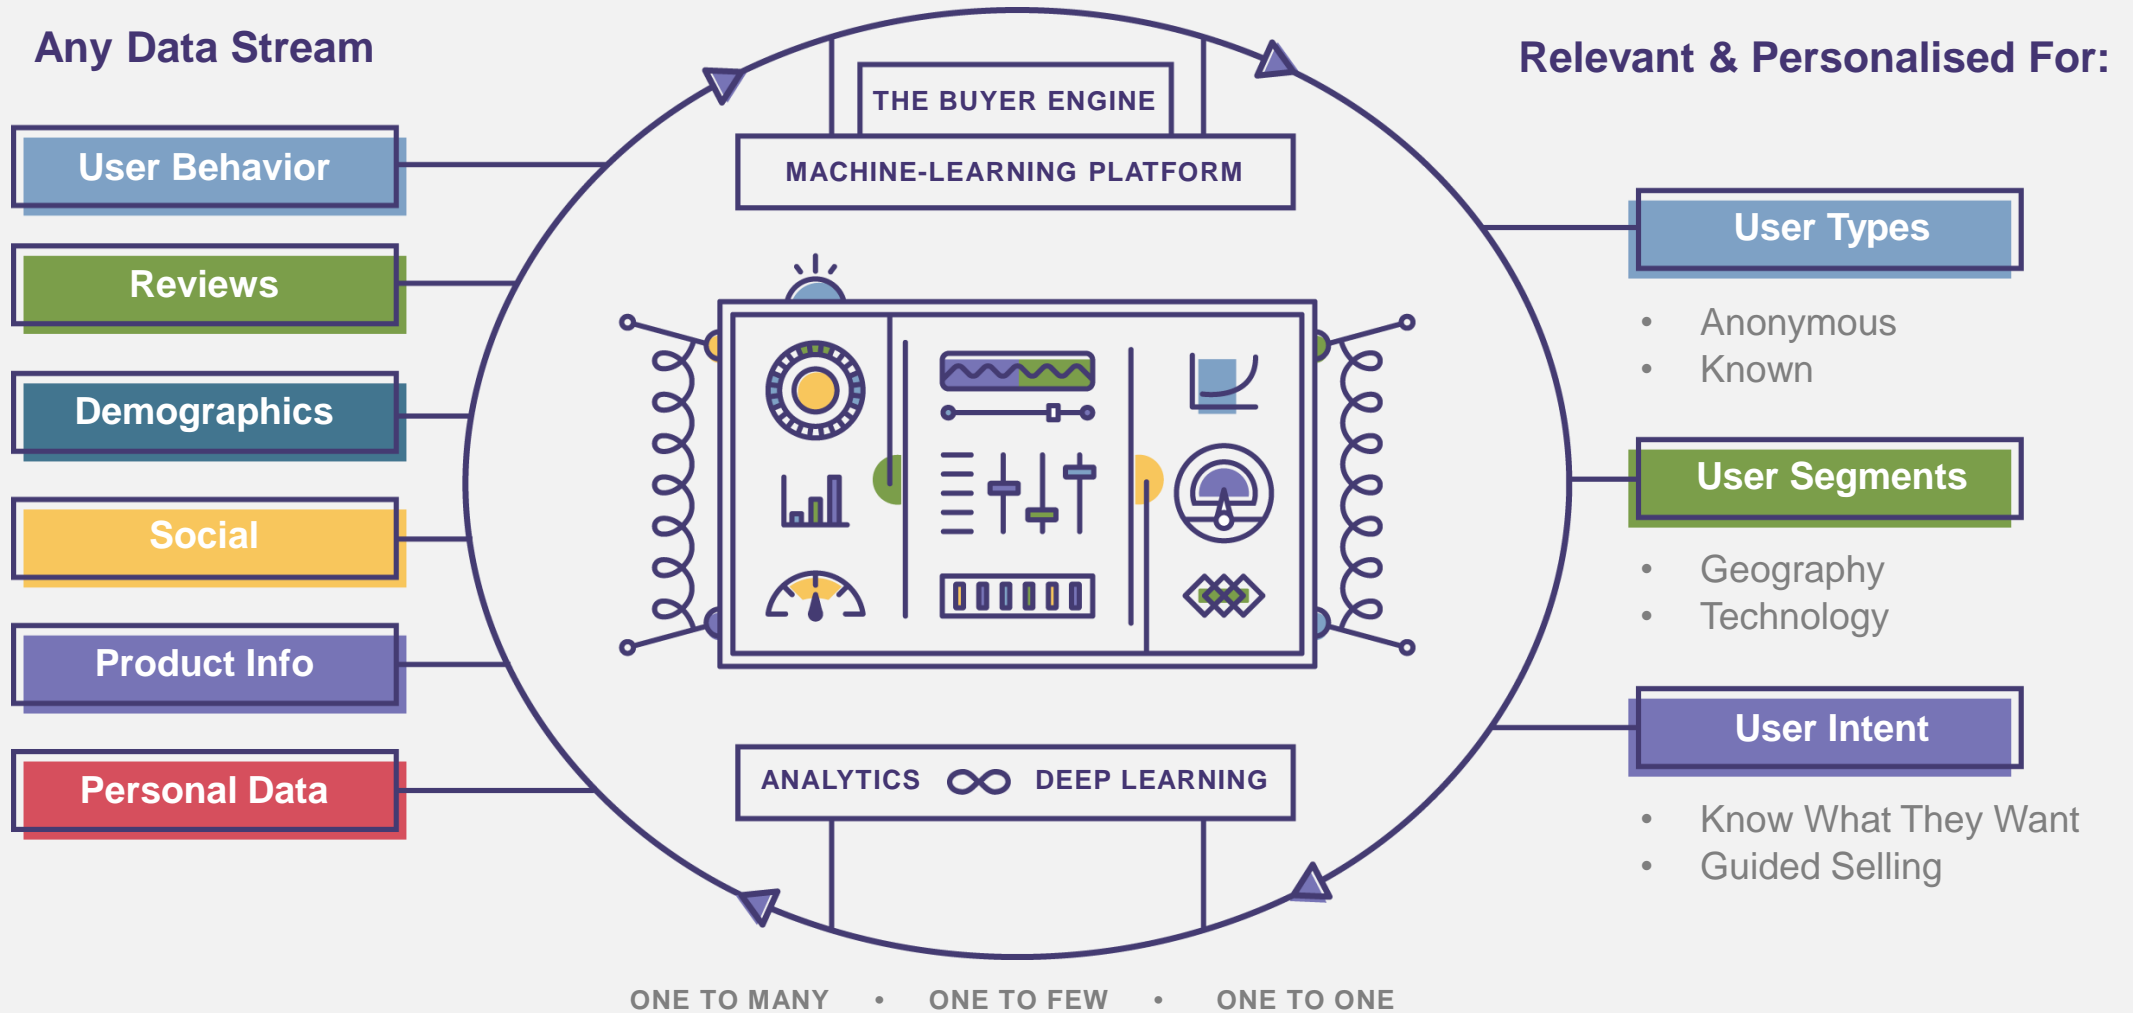 Any Data Stream
User Behavior
Reviews
Demographics
Social
Product Info
Personal Data
THE BUYER ENGINE
MACHINE-LEARNING PLATFORM
ANALYTICS DEEP LEARNING
ONE TO MANY • ONE TO FEW • ONE TO ONE
Relevant & Personalised For:
User Types
• Anonymous
• Known
User Segments
• Geography
• Technology
User Intent
• Know What They Want
• Guided Selling